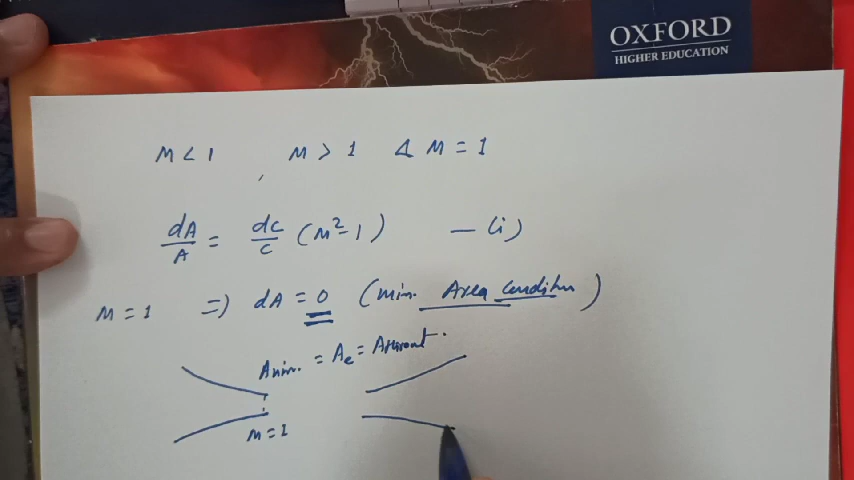 OXFORD
HIGHER EDUCATION
M < 1 , M > 1 & M = 1
dA/A = dc/c (M²-1) — (i)
M = 1 => dA = 0 (min. Area Condition)
Amin. = Ae = Athroat.
M = 1